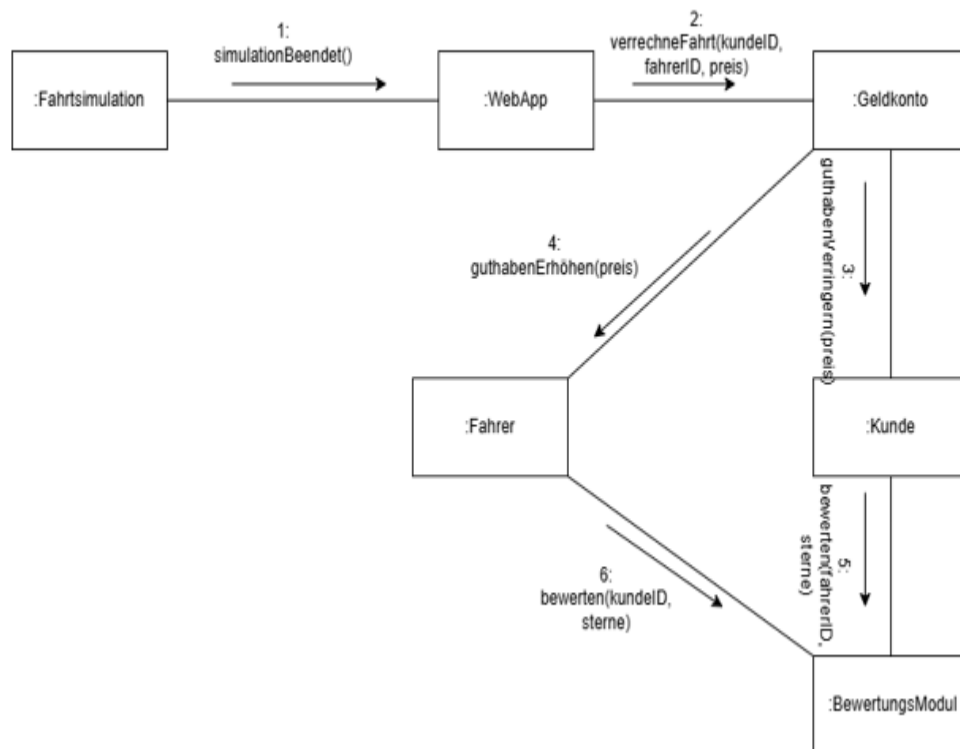 1:
simulationBeendet()
2:
verrechneFahrt(kundeID,
fahrerID, preis)
:Fahrtsimulation
:WebApp
:Geldkonto
3:
guthabenVerringern(preis)
4:
guthabenErhöhen(preis)
:Fahrer
:Kunde
5:
bewerten(fahrerID,
sterne)
6:
bewerten(kundeID,
sterne)
:BewertungsModul